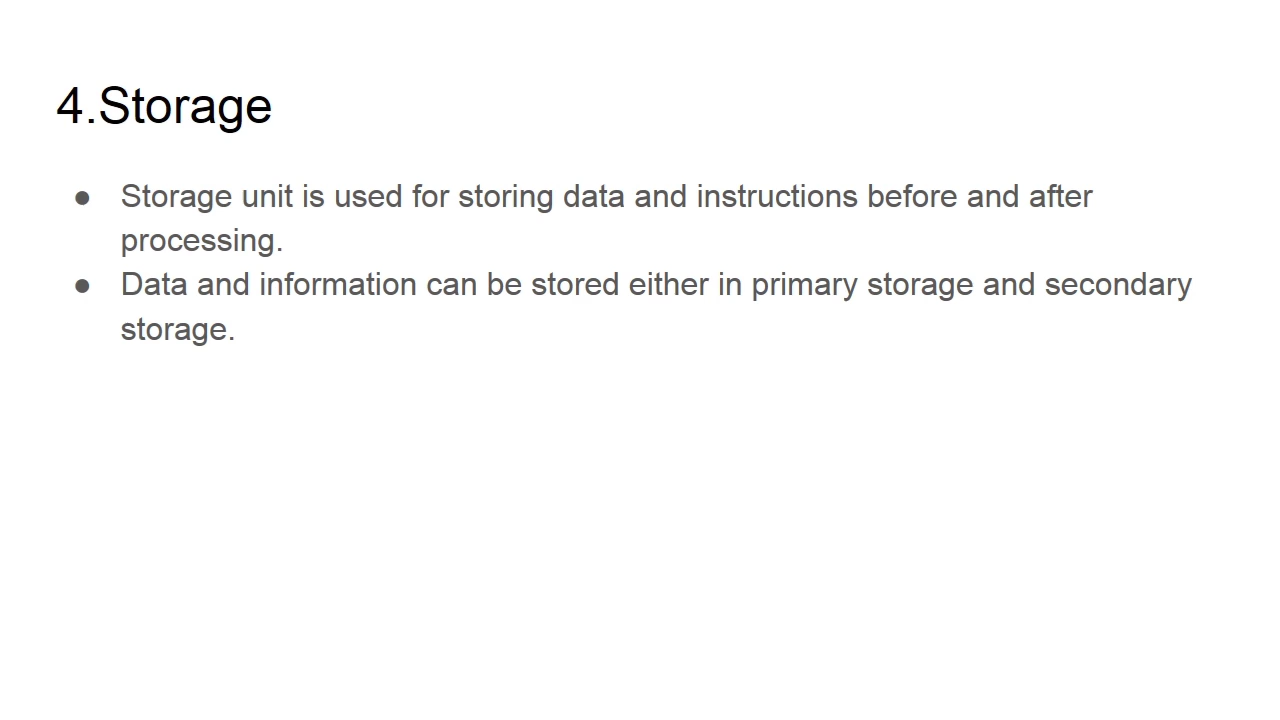 4.Storage
● Storage unit is used for storing data and instructions before and after
processing.
● Data and information can be stored either in primary storage and secondary
storage.